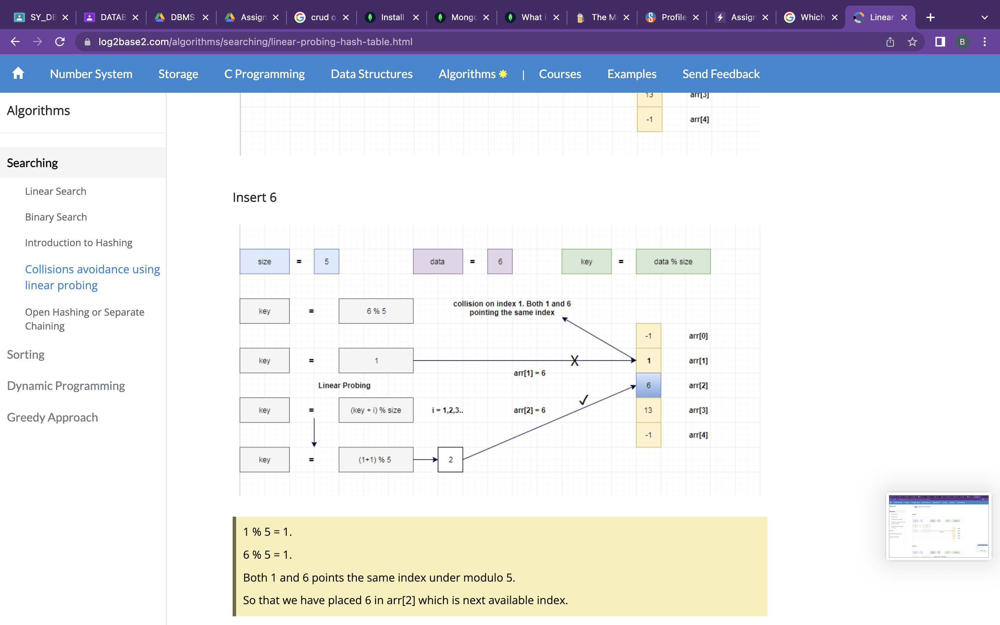 SY_DB
DATAB
DBMS
Assign
crud o
Install
Mongo
What i
The Mi
Profile
Assign
Which
Linear
log2base2.com/algorithms/searching/linear-probing-hash-table.html
B
Number System Storage C Programming Data Structures Algorithms | Courses Examples Send Feedback
Algorithms
Searching
Linear Search
Binary Search
Introduction to Hashing
Collisions avoidance using
linear probing
Open Hashing or Separate
Chaining
Sorting
Dynamic Programming
Greedy Approach
13 arr[3]
-1 arr[4]
Insert 6
size = 5 data = 6 key = data % size
key = 6 % 5
collision on index 1. Both 1 and 6
pointing the same index
-1 arr[0]
key = 1 X 1 arr[1]
arr[1] = 6
Linear Probing 6 arr[2]
key = (key + i) % size i = 1,2,3.. arr[2] = 6 ✓ 13 arr[3]
-1 arr[4]
key = (1+1) % 5 2
1 % 5 = 1.
6 % 5 = 1.
Both 1 and 6 points the same index under modulo 5.
So that we have placed 6 in arr[2] which is next available index.